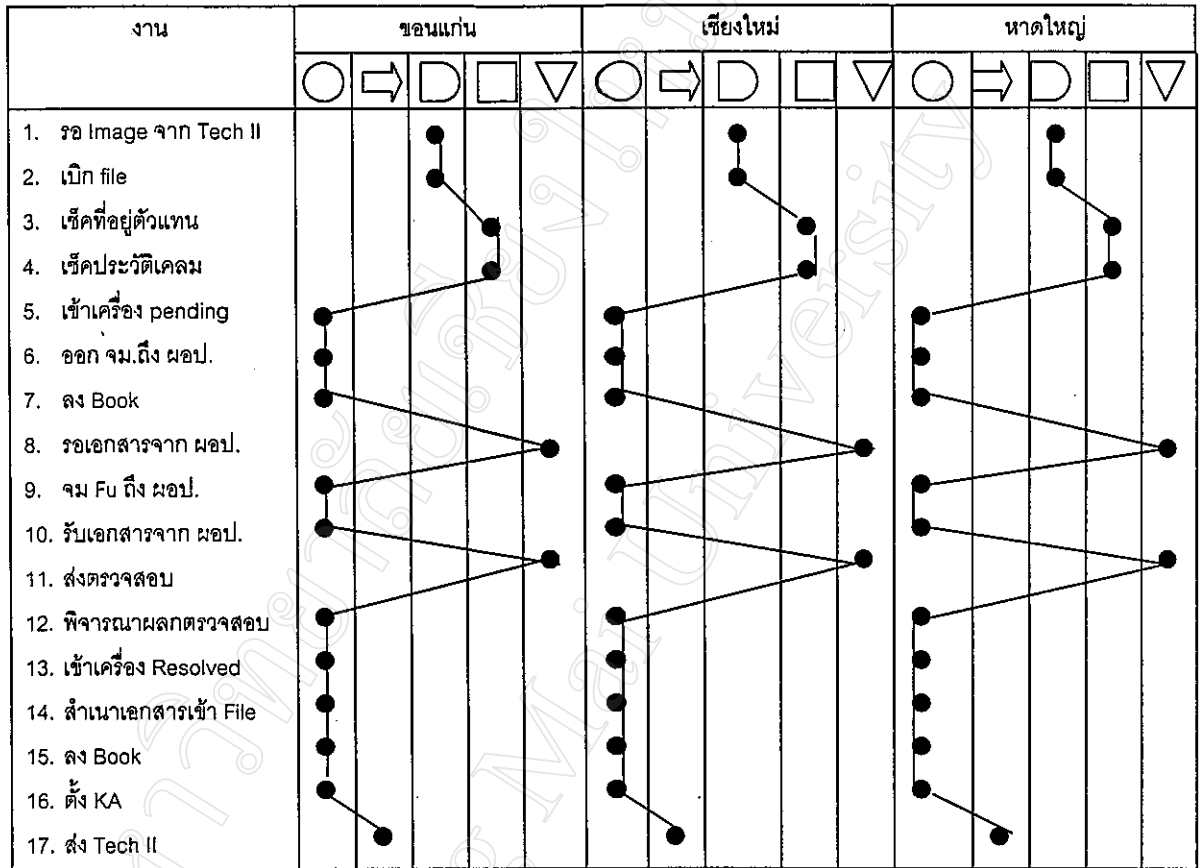 งาน ขอนแก่น เชียงใหม่ หาดใหญ่
1. รอ Image จาก Tech II
2. เบิก file
3. เช็คที่อยู่ตัวแทน
4. เช็คประวัติเคลม
5. เข้าเครื่อง pending
6. ออก จม.ถึง ผอป.
7. ลง Book
8. รอเอกสารจาก ผอป.
9. จม Fu ถึง ผอป.
10. รับเอกสารจาก ผอป.
11. ส่งตรวจสอบ
12. พิจารณาผลกตรวจสอบ
13. เข้าเครื่อง Resolved
14. สำเนาเอกสารเข้า File
15. ลง Book
16. ตั้ง KA
17. ส่ง Tech II
Mai University